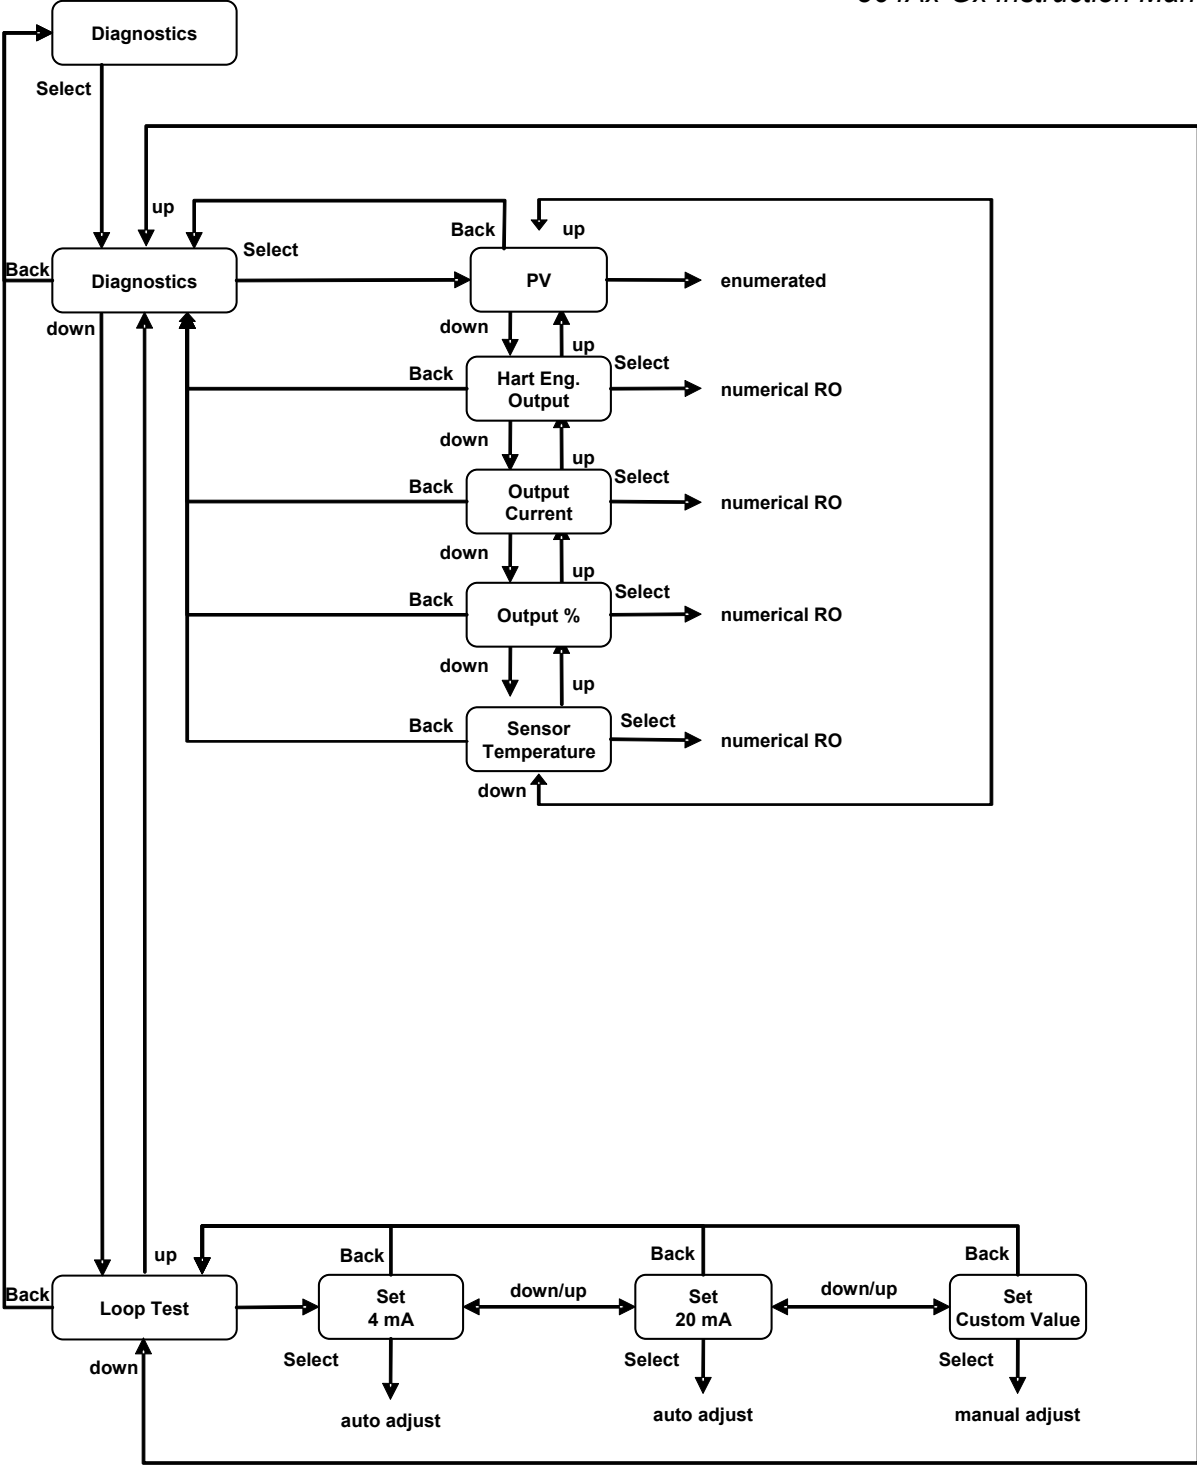 Instruction Man
Diagnostics
Select
up
Back
up
Select
Back
Diagnostics
PV
enumerated
down
down
up
Select
Back
Hart Eng.
Output
numerical RO
down
up
Select
Back
Output
Current
numerical RO
down
up
Select
Back
Output %
numerical RO
down
up
Select
Back
Sensor
Temperature
numerical RO
down
up
Back
Back
Back
down/up
down/up
Back
Loop Test
Set
4 mA
Set
20 mA
Set
Custom Value
down
Select
Select
Select
auto adjust
auto adjust
manual adjust